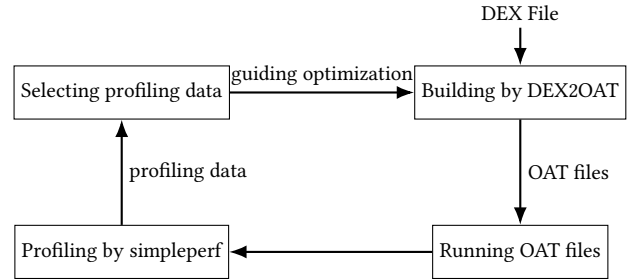 DEX File
Selecting profiling data
guiding optimization
Building by DEX2OAT
profiling data
OAT files
Profiling by simpleperf
Running OAT files